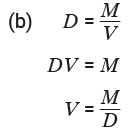 (b) D = M/V
DV = M
V = M/D